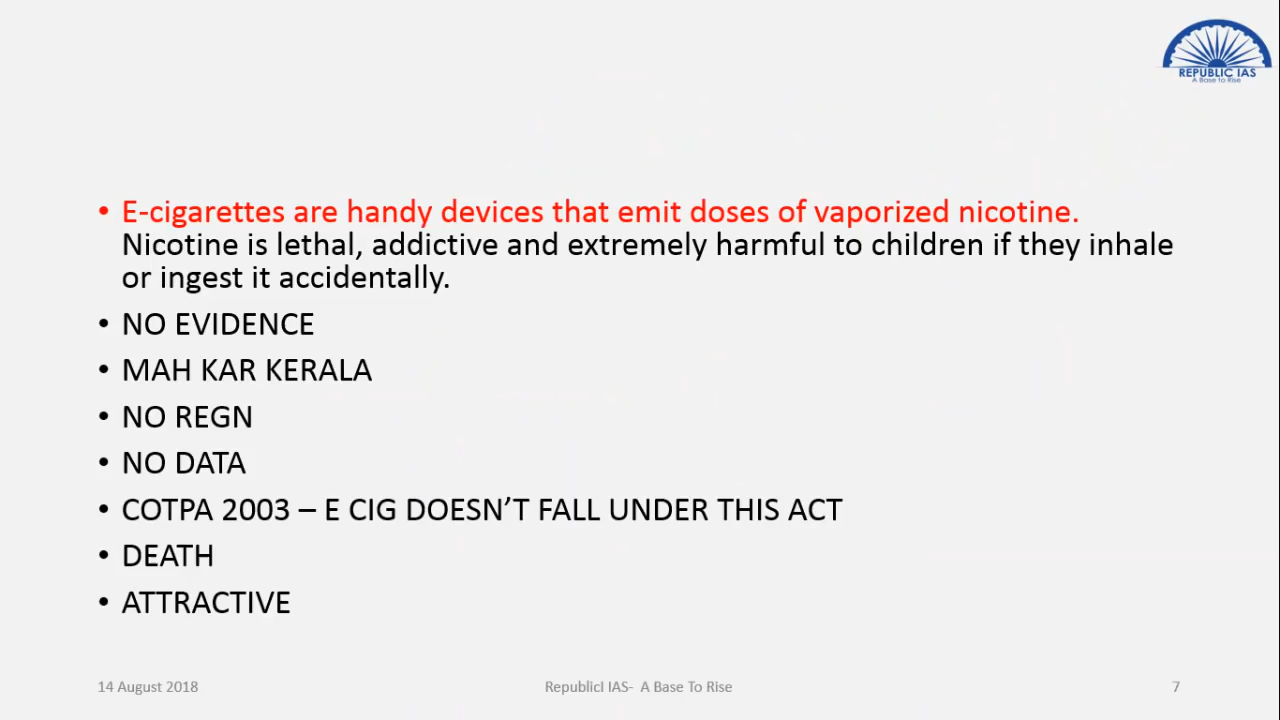 REPUBLIC IAS
A Base to Rise
• E-cigarettes are handy devices that emit doses of vaporized nicotine.
Nicotine is lethal, addictive and extremely harmful to children if they inhale
or ingest it accidentally.
• NO EVIDENCE
• MAH KAR KERALA
• NO REGN
• NO DATA
• COTPA 2003 – E CIG DOESN’T FALL UNDER THIS ACT
• DEATH
• ATTRACTIVE
14 August 2018
RepublicI IAS- A Base To Rise
7